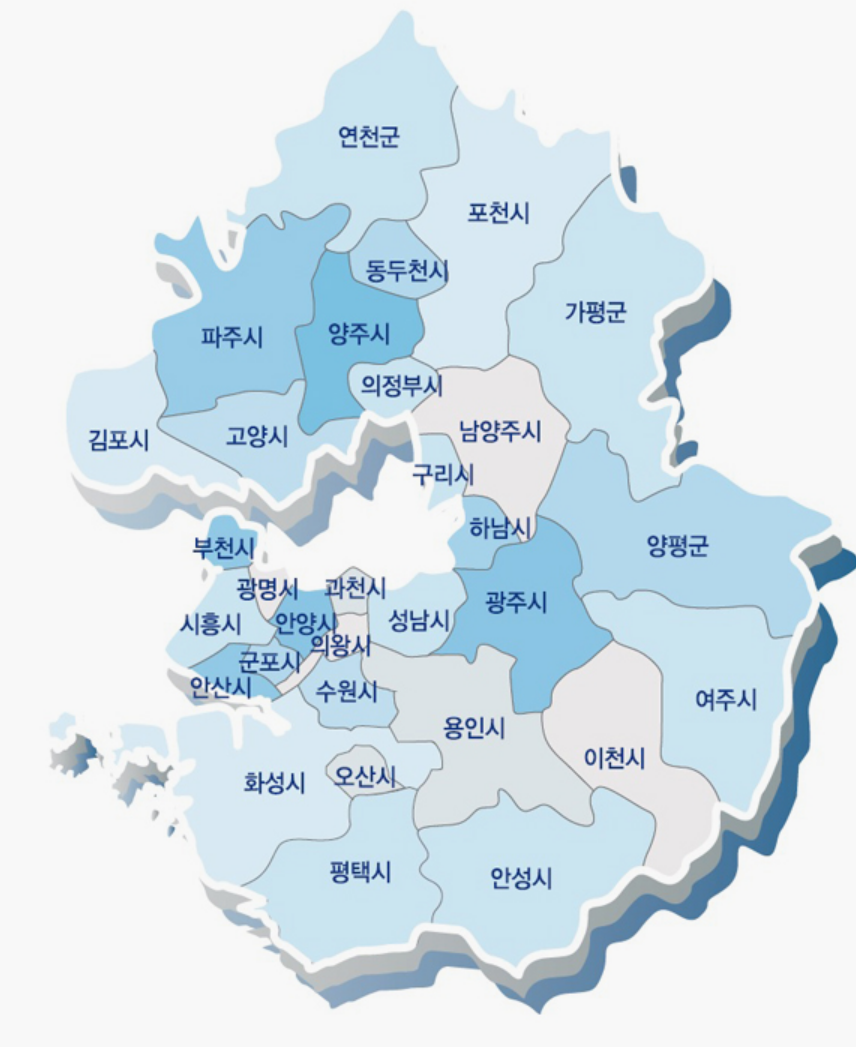 연천군
포천시
동두천시
가평군
파주시
양주시
의정부시
김포시
고양시
남양주시
구리시
하남시
부천시
양평군
광명시
과천시
광주시
시흥시
안양시
성남시
의왕시
군포시
안산시
수원시
여주시
용인시
이천시
화성시
오산시
평택시
안성시